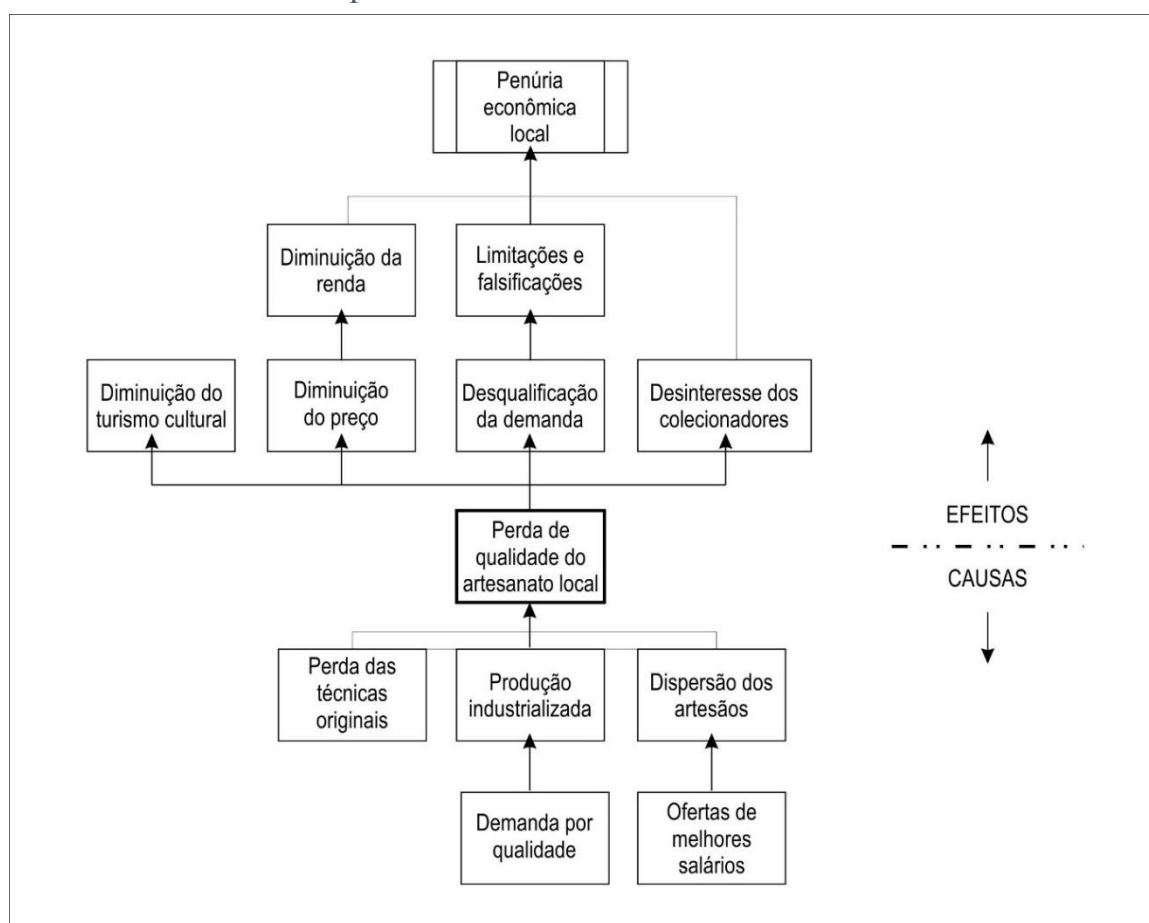 Penúria
econômica
local
Diminuição da
renda
Limitações e
falsificações
Diminuição do
turismo cultural
Diminuição
do preço
Desqualificação
da demanda
Desinteresse dos
colecionadores
Perda de
qualidade do
artesanato local
EFEITOS
CAUSAS
Perda das
técnicas
originais
Produção
industrializada
Dispersão dos
artesãos
Demanda por
qualidade
Ofertas de
melhores
salários